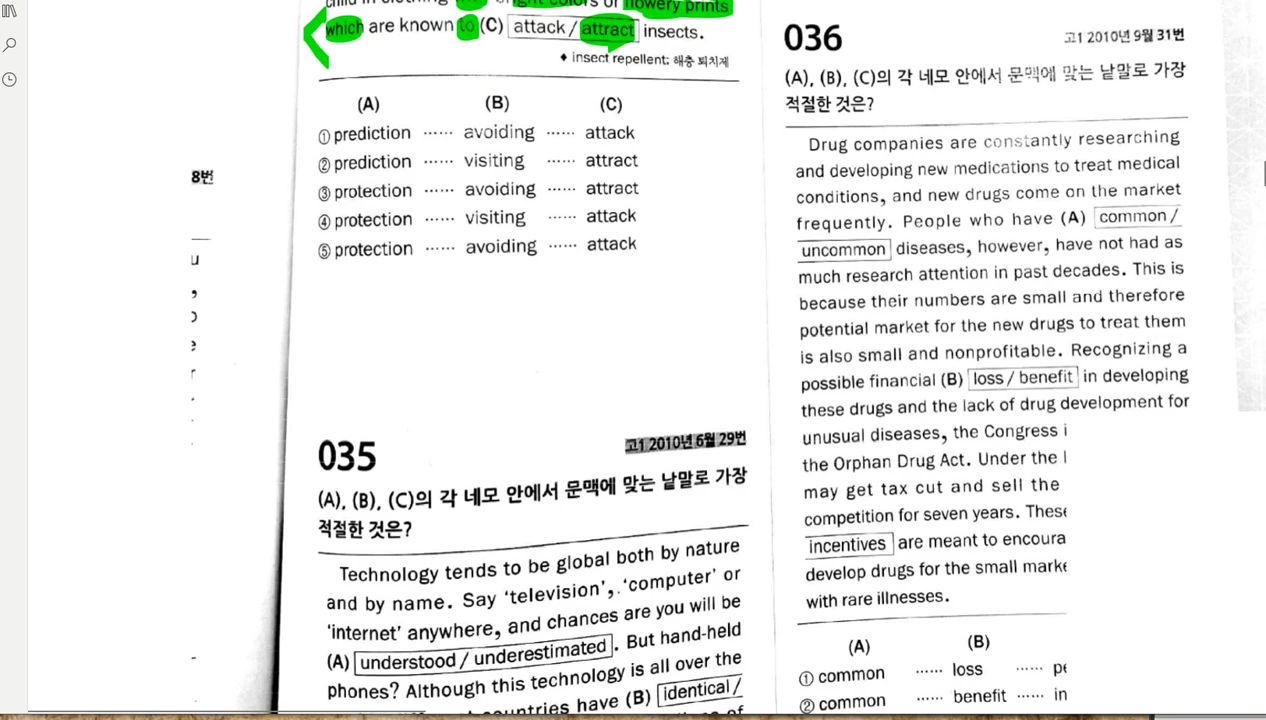 8번
u
,
e
r
child in clothing with bright colors or flowery prints
which are known to (C) attack / attract insects.
♦ insect repellent: 해충 퇴치제
(A) (B) (C)
① prediction ······ avoiding ······ attack
② prediction ······ visiting ······ attract
③ protection ······ avoiding ······ attract
④ protection ······ visiting ······ attack
⑤ protection ······ avoiding ······ attack
035
고1 2010년 6월 29번
(A), (B), (C)의 각 네모 안에서 문맥에 맞는 낱말로 가장
적절한 것은?
Technology tends to be global both by nature
and by name. Say ‘television’, ‘computer’ or
‘internet’ anywhere, and chances are you will be
(A) understood / underestimated . But hand-held
phones? Although this technology is all over the
countries have (B) identical /
036
고1 2010년 9월 31번
(A), (B), (C)의 각 네모 안에서 문맥에 맞는 낱말로 가장
적절한 것은?
Drug companies are constantly researching
and developing new medications to treat medical
conditions, and new drugs come on the market
frequently. People who have (A) common /
uncommon diseases, however, have not had as
much research attention in past decades. This is
because their numbers are small and therefore
potential market for the new drugs to treat them
is also small and nonprofitable. Recognizing a
possible financial (B) loss / benefit in developing
these drugs and the lack of drug development for
unusual diseases, the Congress i
the Orphan Drug Act. Under the l
may get tax cut and sell the
competition for seven years. These
incentives are meant to encoura
develop drugs for the small marke
with rare illnesses.
(A) (B)
① common ······ loss ······ pe
② common ······ benefit ······ in